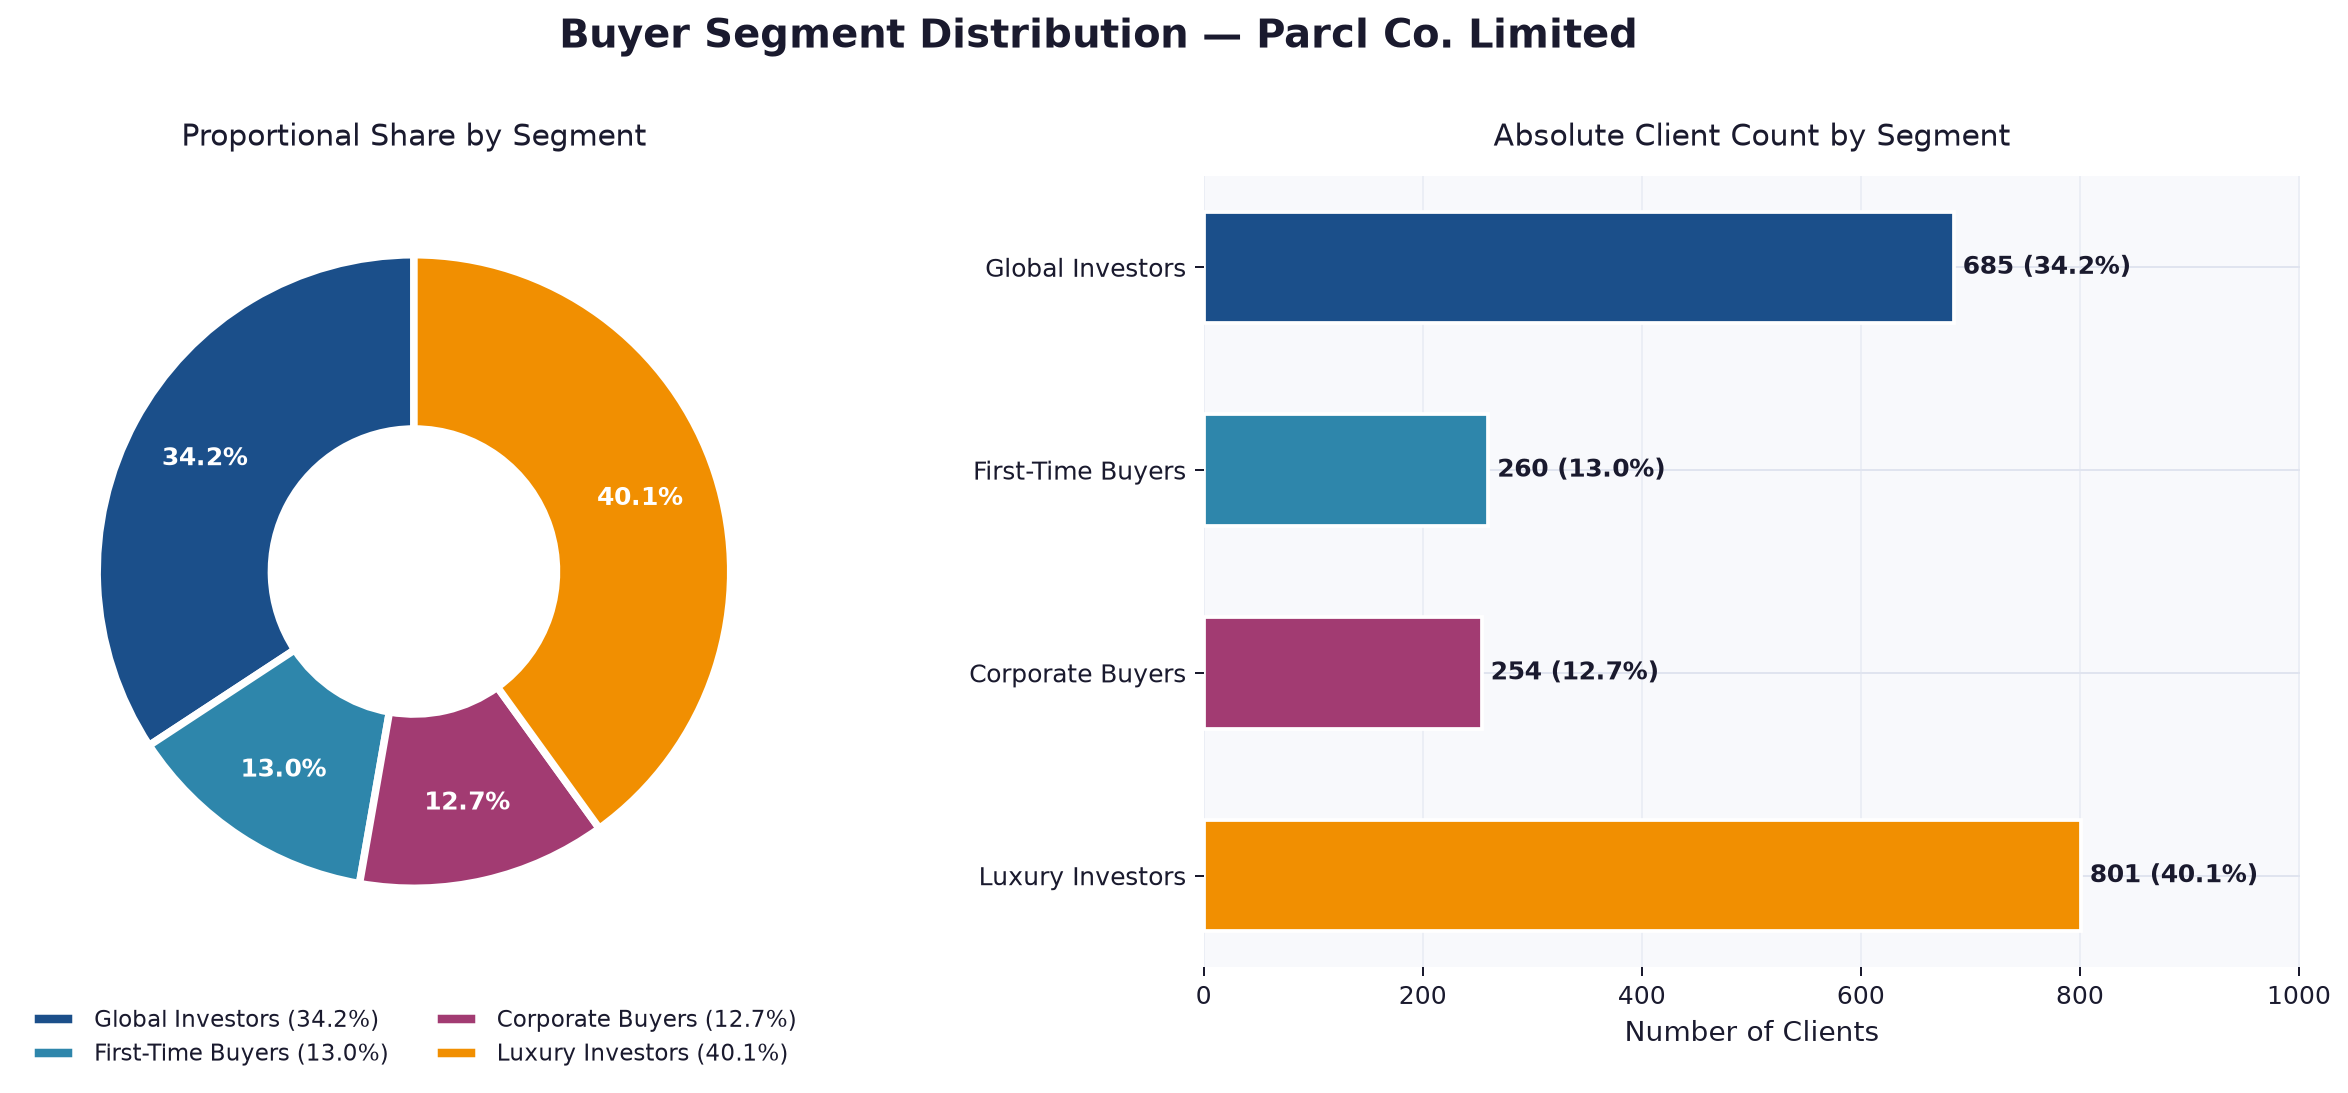 Buyer Segment Distribution — Parcl Co. Limited
Proportional Share by Segment
34.2%
40.1%
13.0%
12.7%
Global Investors (34.2%)
First-Time Buyers (13.0%)
Corporate Buyers (12.7%)
Luxury Investors (40.1%)
Absolute Client Count by Segment
Global Investors
685 (34.2%)
First-Time Buyers
260 (13.0%)
Corporate Buyers
254 (12.7%)
Luxury Investors
801 (40.1%)
0 200 400 600 800 1000
Number of Clients